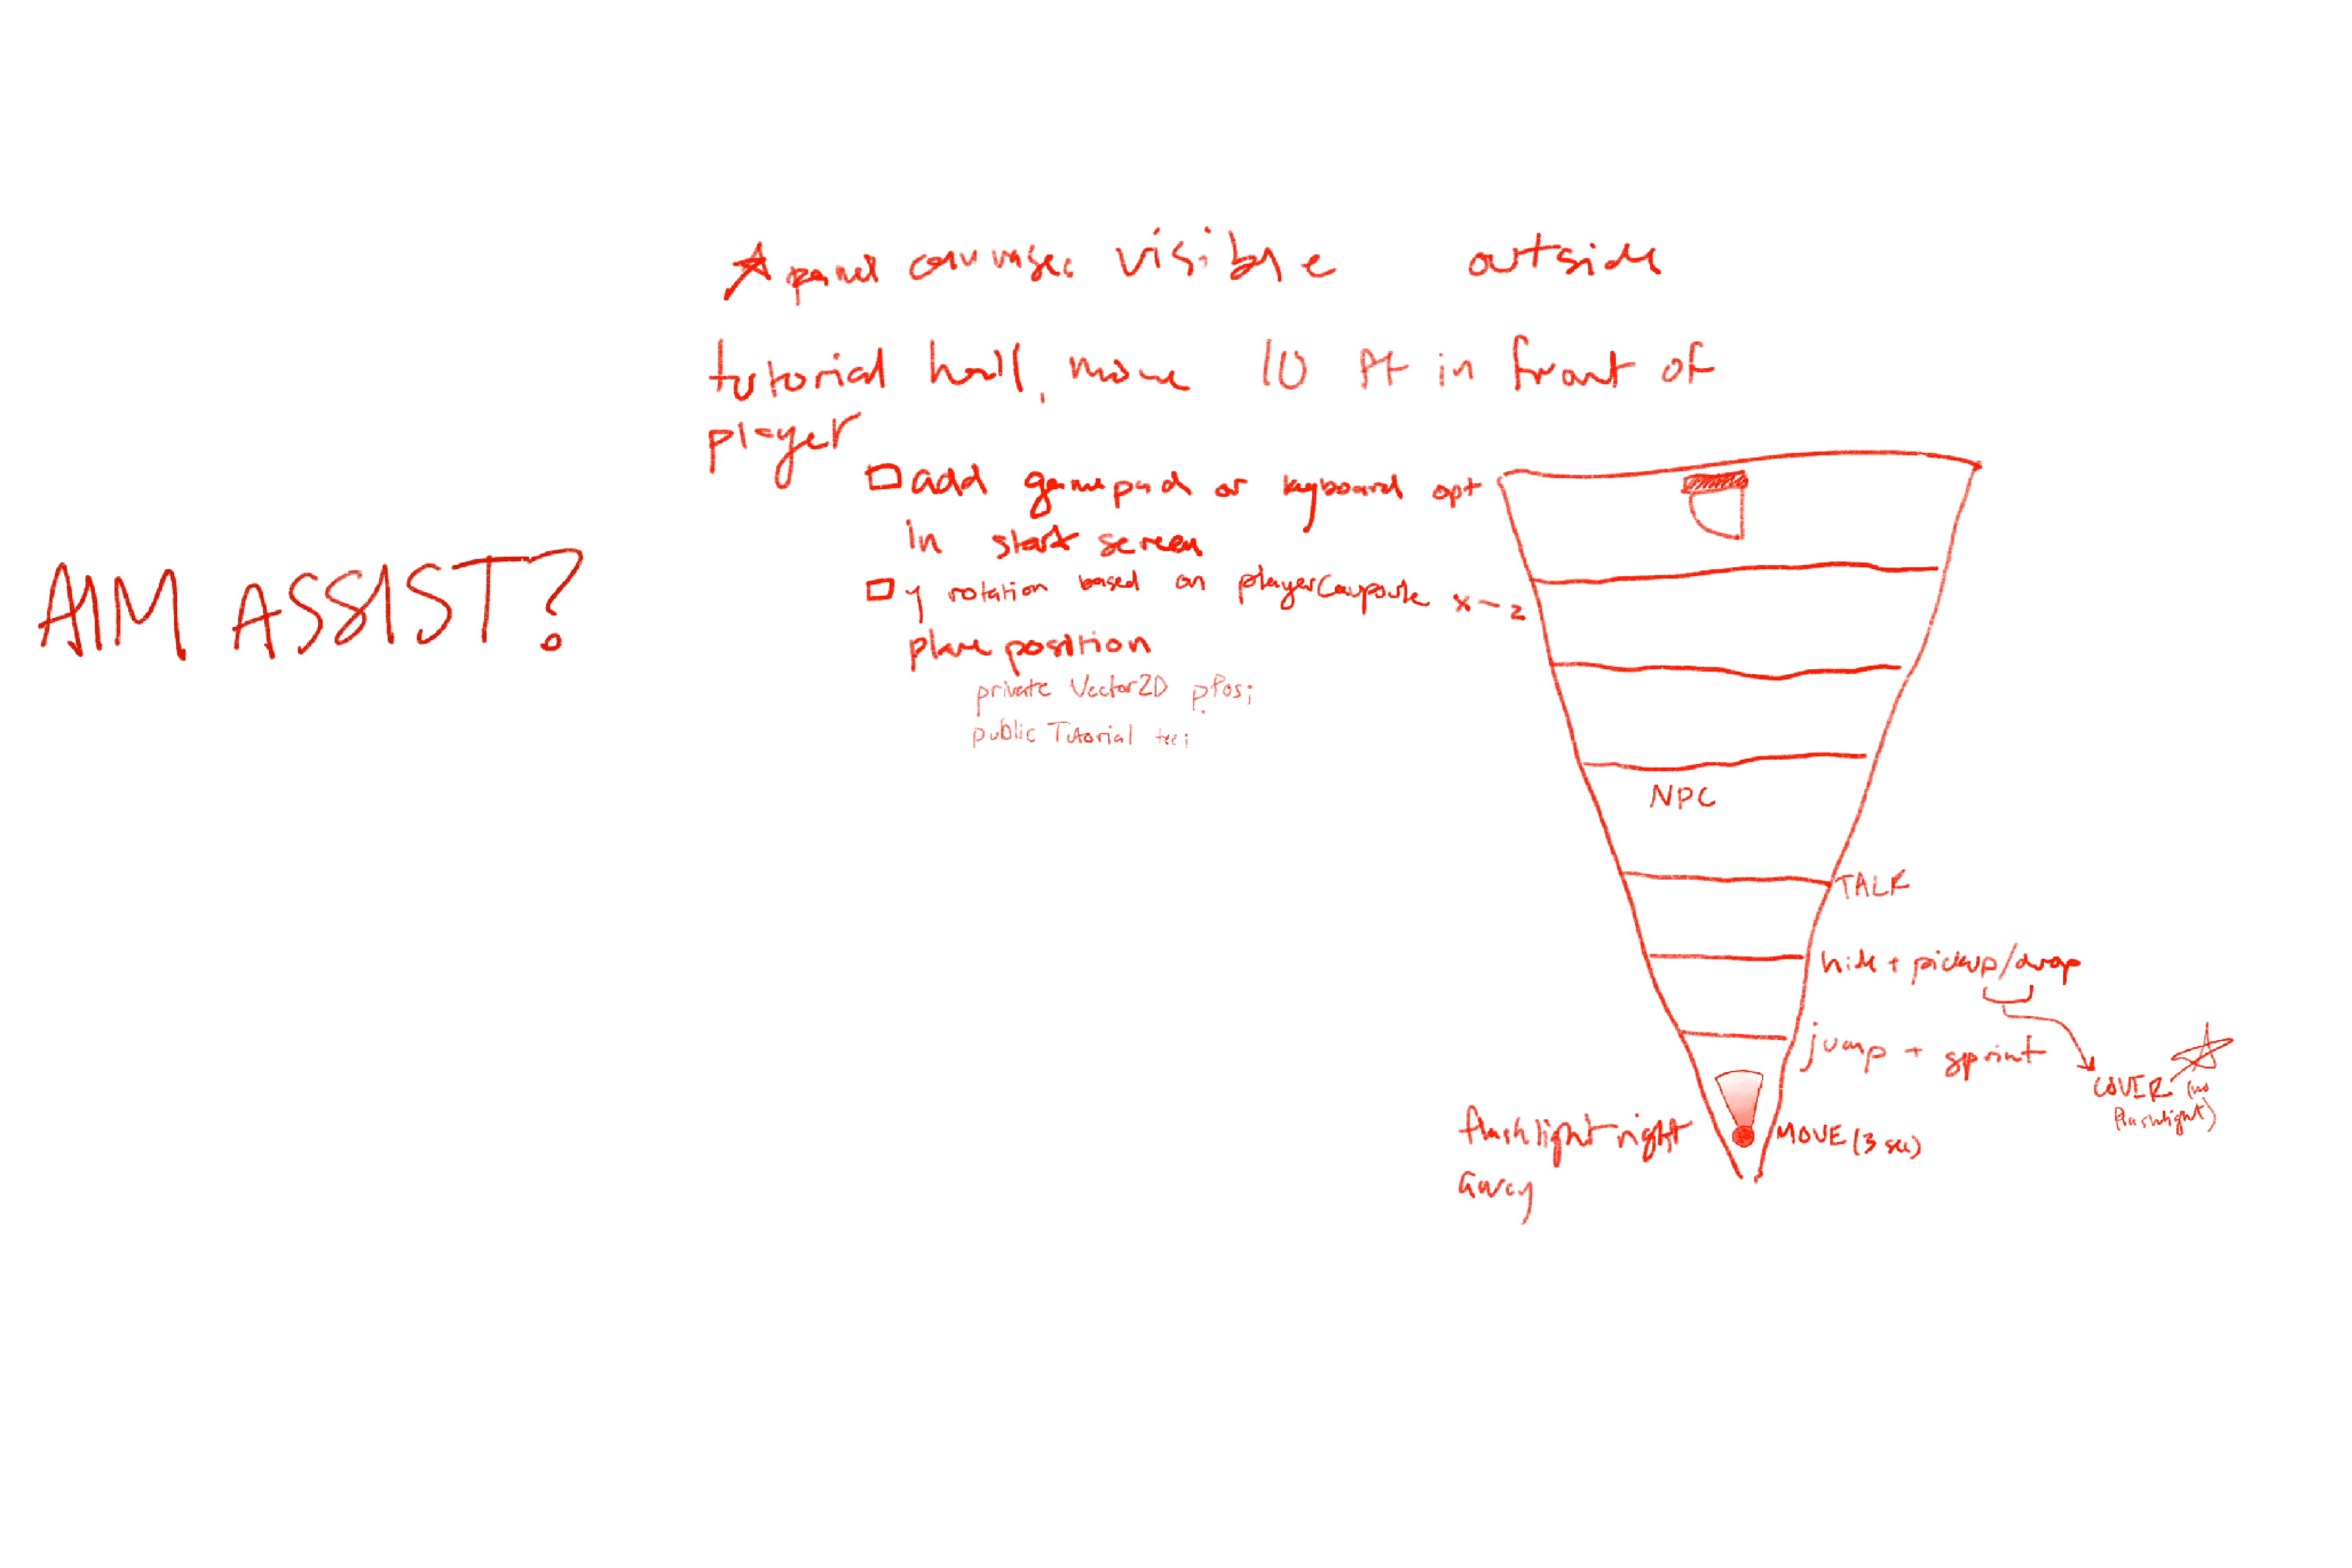 AIM ASSIST?
panel canvases visible outside
tutorial hall, move 10 ft in front of
player
add gamepad or keyboard opt
in start screen
y rotation based on playerCapsule x-z
plane position
private Vector2D pPos;
public Tutorial tee;
NPC
TALK
hide + pickup/drop
jump + sprint
COVER (no
flashlight)
flashlight right
away
MOVE (3 sec)